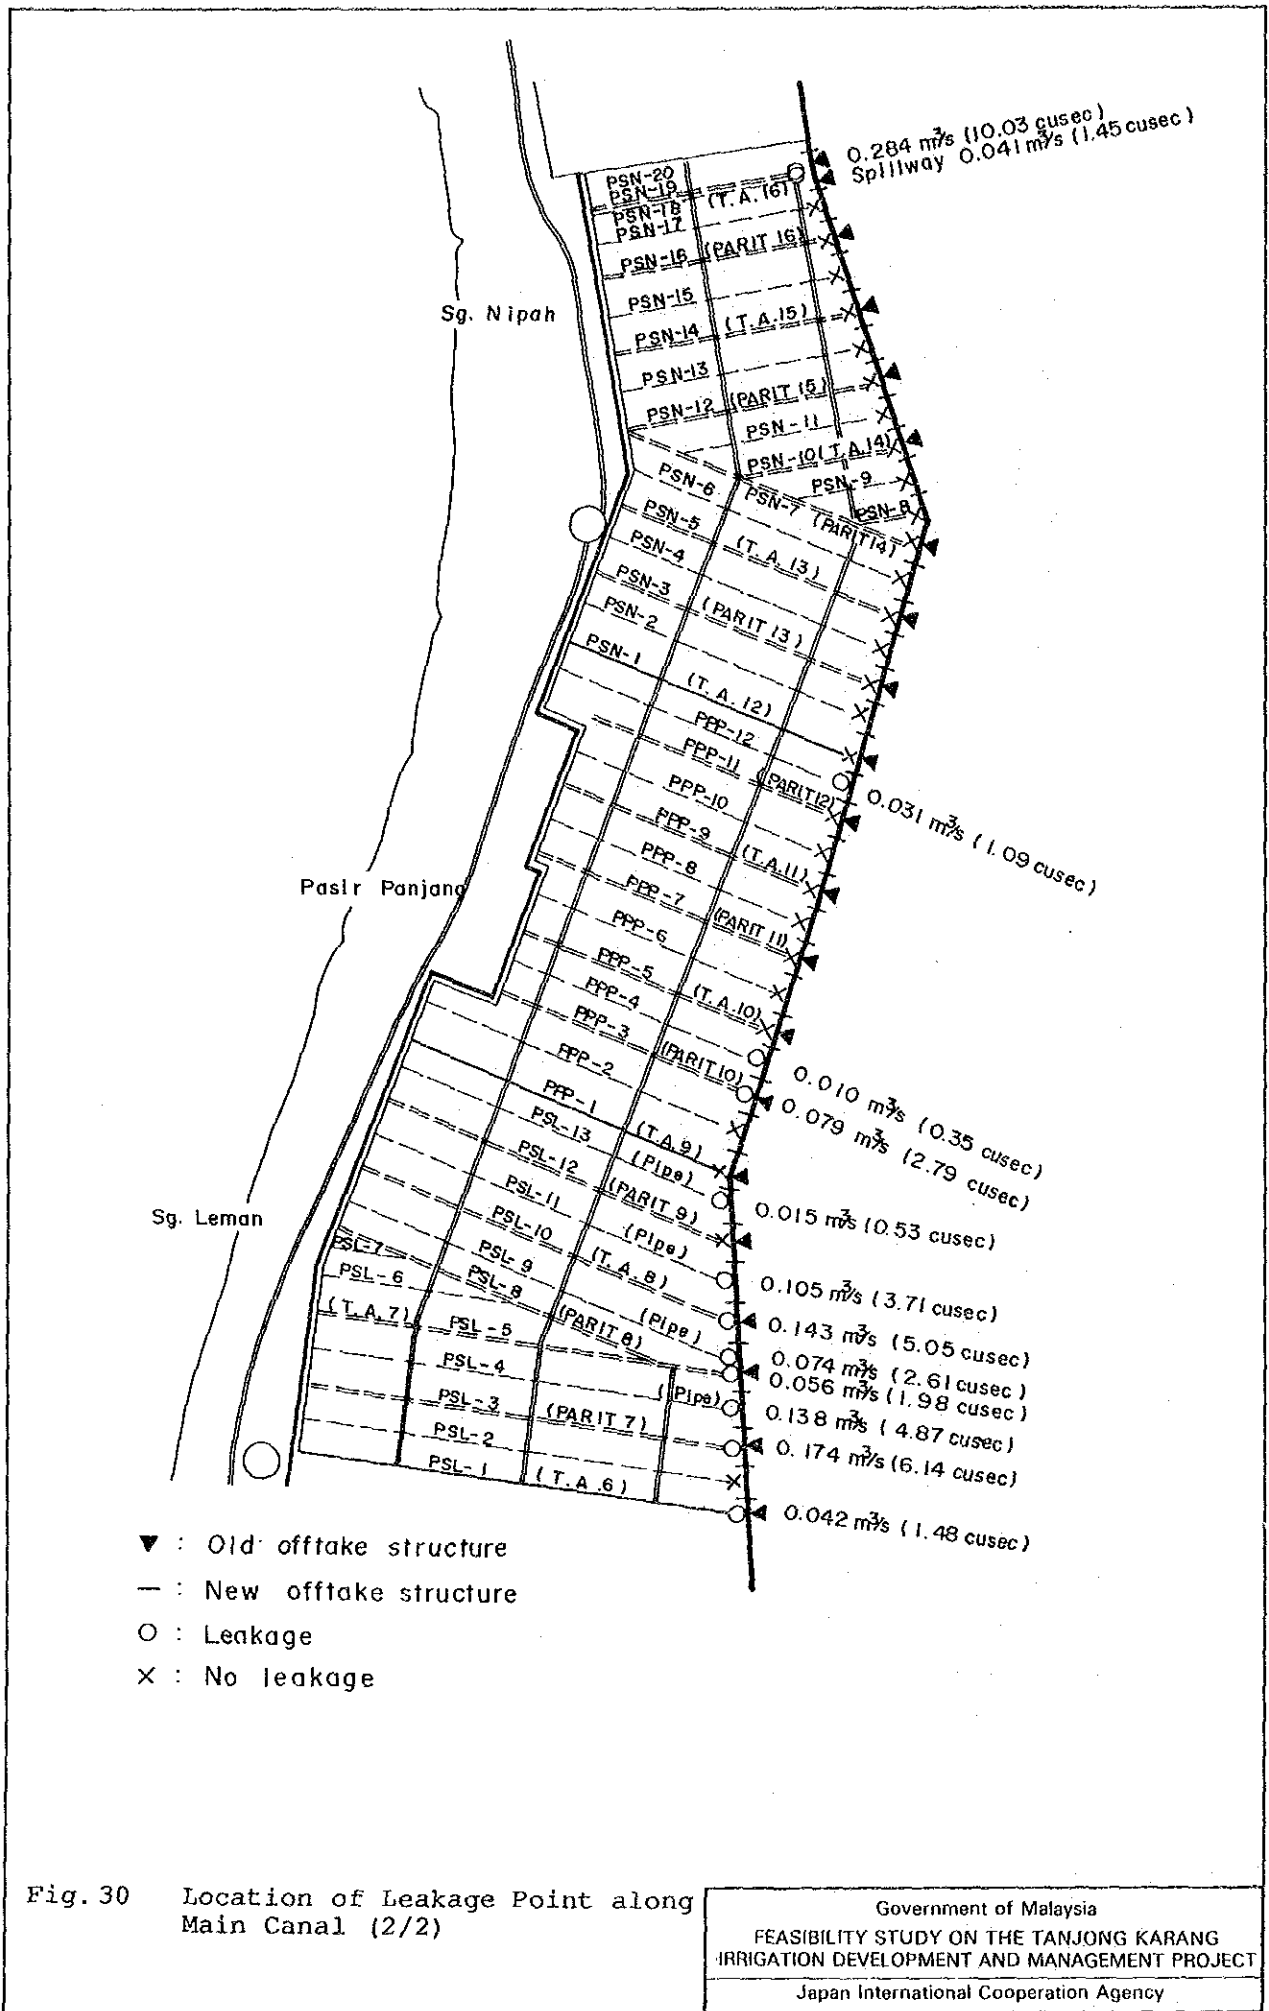 0.284 m³/s (10.03 cusec)
Spillway 0.041 m³/s (1.45 cusec)
PSN-20
PSN-19
PSN-18 (T.A.16)
PSN-17
PSN-16 (PARIT 16)
PSN-15
Sg. Nipah
PSN-14 (T.A.15)
PSN-13
PSN-12 (PARIT 15)
PSN-11
PSN-10 (T.A.14)
PSN-9
PSN-8
PSN-7 (PARIT 14)
PSN-6
PSN-5 (T.A.13)
PSN-4
PSN-3 (PARIT 13)
PSN-2
PSN-1 (T.A.12)
PPP-12
0.031 m³/s (1.09 cusec)
PPP-11 (PARIT 12)
PPP-10
PPP-9 (T.A.11)
PPP-8
Pasir Panjang
PPP-7 (PARIT 11)
PPP-6
PPP-5 (T.A.10)
PPP-4
0.010 m³/s (0.35 cusec)
PPP-3 (PARIT 10)
0.079 m³/s (2.79 cusec)
PPP-2
PPP-1 (T.A.9)
PSL-13 (Pipe)
0.015 m³/s (0.53 cusec)
PSL-12 (PARIT 9)
Sg. Leman
PSL-11 (Pipe)
0.105 m³/s (3.71 cusec)
PSL-10 (T.A.8)
0.143 m³/s (5.05 cusec)
PSL-9 (Pipe)
0.074 m³/s (2.61 cusec)
PSL-7
PSL-8 (PARIT 8)
0.056 m³/s (1.98 cusec)
PSL-6
(T.A.7) PSL-5
PSL-4 (Pipe)
0.138 m³/s (4.87 cusec)
PSL-3 (PARIT 7)
0.174 m³/s (6.14 cusec)
PSL-2
PSL-1 (T.A.6)
0.042 m³/s (1.48 cusec)
▼ : Old offtake structure
— : New offtake structure
O : Leakage
× : No leakage
Fig. 30 Location of Leakage Point along
Main Canal (2/2)
Government of Malaysia
FEASIBILITY STUDY ON THE TANJONG KARANG
IRRIGATION DEVELOPMENT AND MANAGEMENT PROJECT
Japan International Cooperation Agency